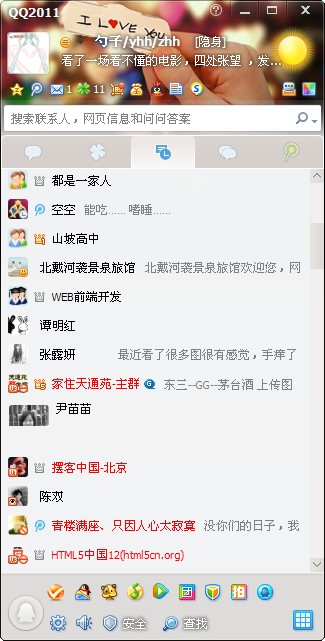 QQ2011
I LOVE YOU
勺子/yhh/zhh [隐身]
看了一场看不懂的电影，四处张望 ，发...
1
11
搜索联系人，网页信息和问问答案
都是一家人
空空 能吃...... 嗜睡......
山坡高中
北戴河袭景泉旅馆 北戴河袭景泉旅馆欢迎您，网
WEB前端开发
谭明红
张露妍 最近看了很多图很有感觉，手痒了
家住天通苑-主群 东三--GG--茅台酒 上传图
尹苗苗
摆客中国-北京
陈双
青楼满座、只因人心太寂寞 没你们的日子，我
HTML5中国12(html5cn.org)
安全 查找